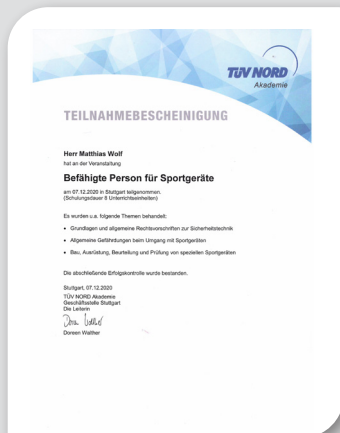 TÜV NORD
Akademie
TEILNAHMEBESCHEINIGUNG
Herr Matthias Wolf
hat an der Veranstaltung
Befähigte Person für Sportgeräte
am 07.12.2020 in Stuttgart teilgenommen.
(Schulungsdauer 8 Unterrichtseinheiten)
Es wurden u.a. folgende Themen behandelt:
• Grundlagen und allgemeine Rechtsvorschriften zur Sicherheitstechnik
• Allgemeine Gefährdungen beim Umgang mit Sportgeräten
• Bau, Ausrüstung, Beurteilung und Prüfung von speziellen Sportgeräten
Die abschließende Erfolgskontrolle wurde bestanden.
Stuttgart, 07.12.2020
TÜV NORD Akademie
Geschäftsstelle Stuttgart
Die Leiterin
Doreen Walther
Doreen Walther